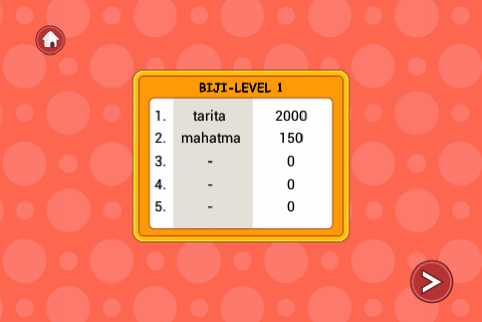 BIJI-LEVEL 1
1. tarita 2000
2. mahatma 150
3. - 0
4. - 0
5. - 0